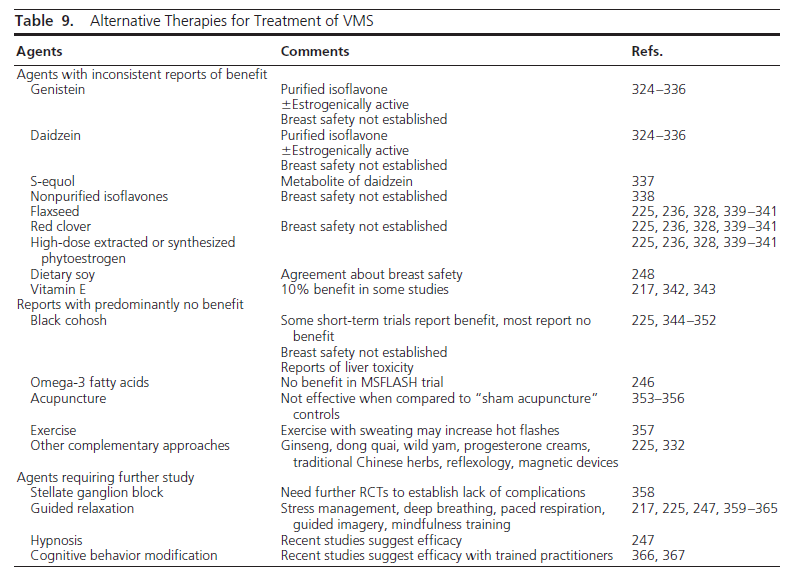 Table 9. Alternative Therapies for Treatment of VMS
Agents Comments Refs.
Agents with inconsistent reports of benefit
Genistein Purified isoflavone 324–336
±Estrogenically active
Breast safety not established
Daidzein Purified isoflavone 324–336
±Estrogenically active
Breast safety not established
S-equol Metabolite of daidzein 337
Nonpurified isoflavones Breast safety not established 338
Flaxseed 225, 236, 328, 339–341
Red clover Breast safety not established 225, 236, 328, 339–341
High-dose extracted or synthesized 225, 236, 328, 339–341
phytoestrogen
Dietary soy Agreement about breast safety 248
Vitamin E 10% benefit in some studies 217, 342, 343
Reports with predominantly no benefit
Black cohosh Some short-term trials report benefit, most report no 225, 344–352
benefit
Breast safety not established
Reports of liver toxicity
Omega-3 fatty acids No benefit in MSFLASH trial 246
Acupuncture Not effective when compared to “sham acupuncture” 353–356
controls
Exercise Exercise with sweating may increase hot flashes 357
Other complementary approaches Ginseng, dong quai, wild yam, progesterone creams, 225, 332
traditional Chinese herbs, reflexology, magnetic devices
Agents requiring further study
Stellate ganglion block Need further RCTs to establish lack of complications 358
Guided relaxation Stress management, deep breathing, paced respiration, 217, 225, 247, 359–365
guided imagery, mindfulness training
Hypnosis Recent studies suggest efficacy 247
Cognitive behavior modification Recent studies suggest efficacy with trained practitioners 366, 367